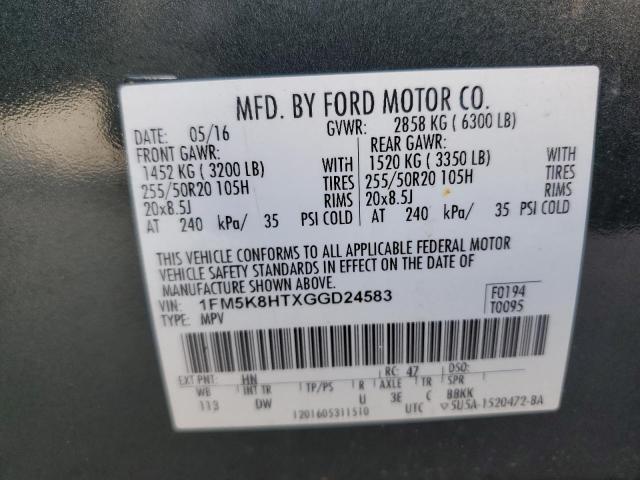 MFD. BY FORD MOTOR CO.
DATE: 05/16 GVWR: 2858 KG ( 6300 LB)
FRONT GAWR: REAR GAWR:
1452 KG ( 3200 LB) WITH 1520 KG ( 3350 LB) WITH
255/50R20 105H TIRES 255/50R20 105H TIRES
20x8.5J RIMS 20x8.5J RIMS
AT 240 kPa/ 35 PSI COLD AT 240 kPa/ 35 PSI COLD
THIS VEHICLE CONFORMS TO ALL APPLICABLE FEDERAL MOTOR
VEHICLE SAFETY STANDARDS IN EFFECT ON THE DATE OF
MANUFACTURE SHOWN ABOVE.
VIN: 1FM5K8HTXGGD24583 F0194
TYPE: MPV T0095
EXT PNT: HN RC: 47 DSO:
WB INT TR TP/PS R AXLE TR SPR
113 DW U 3E C BBKK
1201605311510 UTC 5U5A-1520472-BA